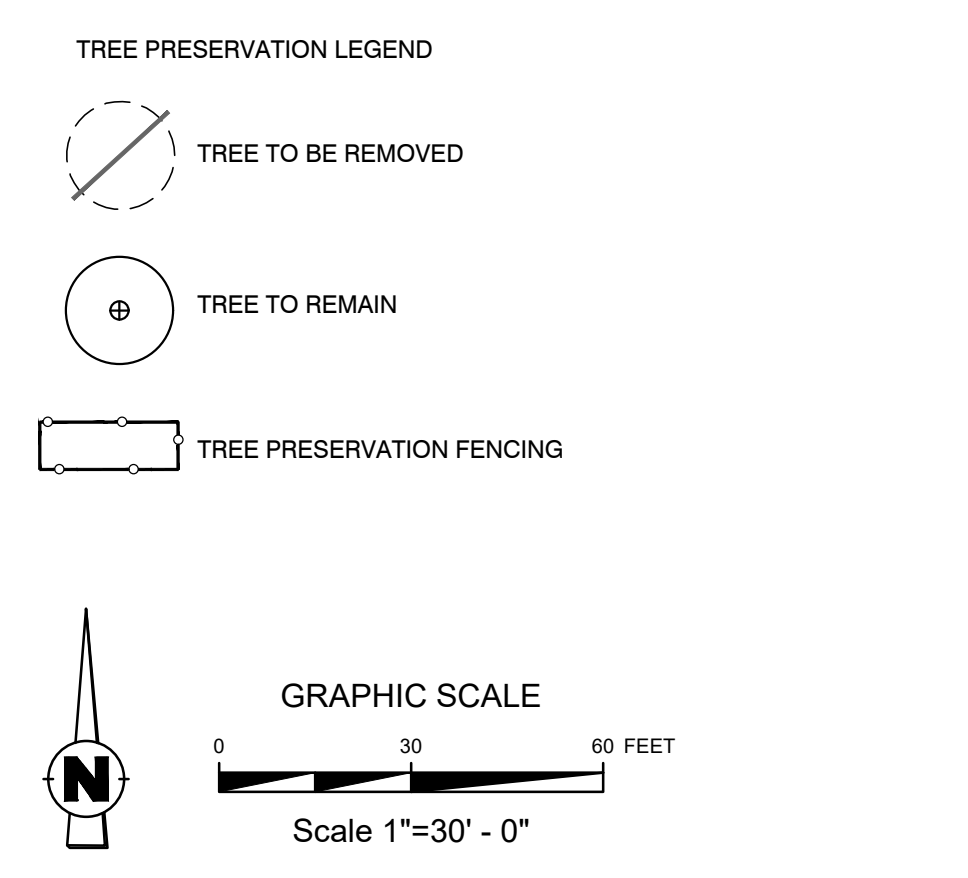 TREE PRESERVATION LEGEND
TREE TO BE REMOVED
TREE TO REMAIN
TREE PRESERVATION FENCING
N
GRAPHIC SCALE
0 30 60 FEET
Scale 1"=30' - 0"